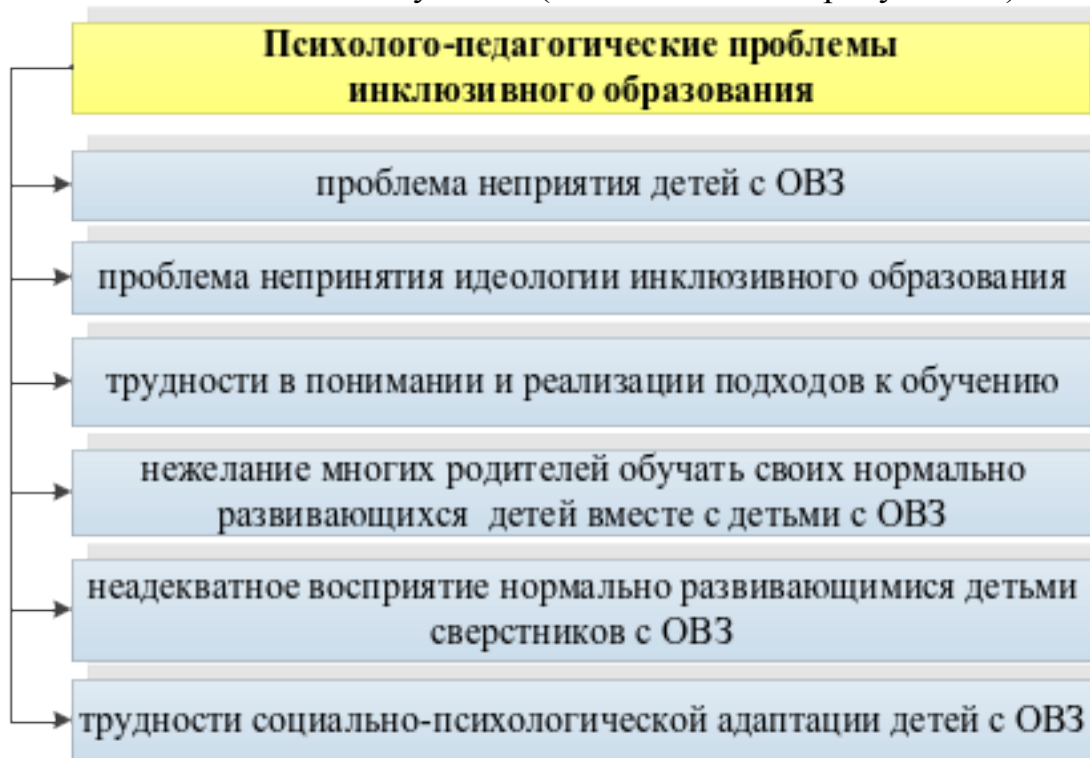 Психолого-педагогические проблемы
инклюзивного образования
проблема неприятия детей с ОВЗ
проблема непринятия идеологии инклюзивного образования
трудности в понимании и реализации подходов к обучению
нежелание многих родителей обучать своих нормально
развивающихся детей вместе с детьми с ОВЗ
неадекватное восприятие нормально развивающимися детьми
сверстников с ОВЗ
трудности социально-психологической адаптации детей с ОВЗ